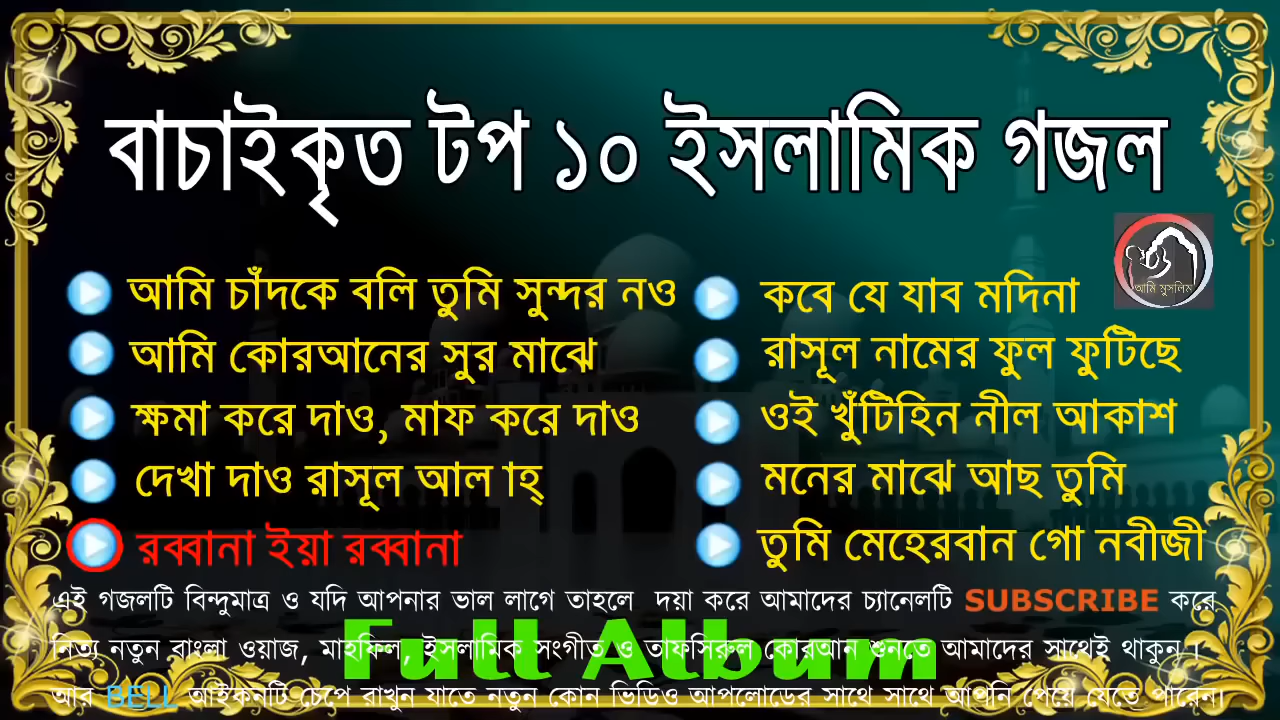 বাচাইকৃত টপ ১০ ইসলামিক গজল
আমি মুসলিম
আমি চাঁদকে বলি তুমি সুন্দর নও
আমি কোরআনের সুর মাঝে
ক্ষমা করে দাও, মাফ করে দাও
দেখা দাও রাসূল আল াহ্
রব্বানা ইয়া রব্বানা
কবে যে যাব মদিনা
রাসূল নামের ফুল ফুটিছে
ওই খুঁটিহিন নীল আকাশ
মনের মাঝে আছ তুমি
তুমি মেহেরবান গো নবীজী
এই গজলটি বিন্দুমাত্র ও যদি আপনার ভাল লাগে তাহলে দয়া করে আমাদের চ্যানেলটি SUBSCRIBE করে,
নিত্য নতুন বাংলা ওয়াজ, মাহফিল, ইসলামিক সংগীত ও তাফসিরুল কোরআন শুনতে আমাদের সাথেই থাকুন ।
Full Album
আর BELL আইকনটি চেপে রাখুন যাতে নতুন কোন ভিডিও আপলোডের সাথে সাথে আপনি পেয়ে যেতে পারেন।